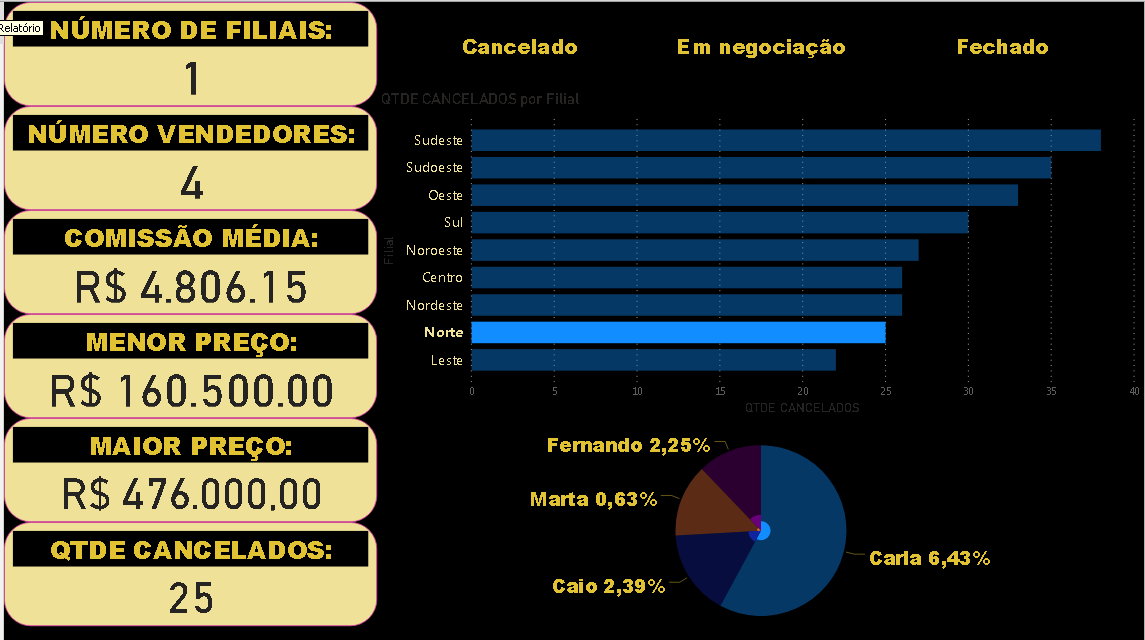 Relatório
NÚMERO DE FILIAIS:
1
NÚMERO VENDEDORES:
4
COMISSÃO MÉDIA:
R$ 4.806.15
MENOR PREÇO:
R$ 160.500.00
MAIOR PREÇO:
R$ 476.000,00
QTDE CANCELADOS:
25
Cancelado Em negociação Fechado
QTDE CANCELADOS por Filial
Filial
Sudeste
Sudoeste
Oeste
Sul
Noroeste
Centro
Nordeste
Norte
Leste
0 5 10 15 20 25 30 35 40
QTDE CANCELADOS
Fernando 2,25%
Marta 0,63%
Caio 2,39%
Carla 6,43%